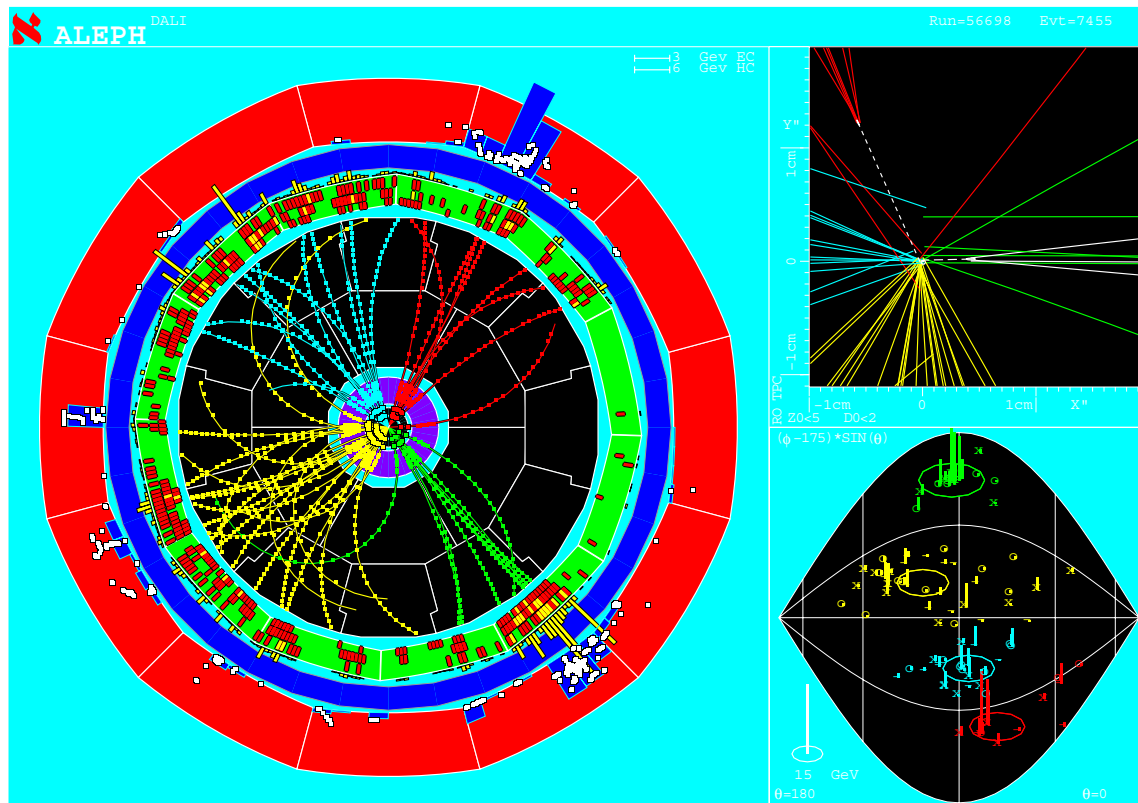 DALI
ALEPH
Run=56698 Evt=7455
3 Gev EC
6 Gev HC
Y"
1cm
0
-1cm
RO TPC
-1cm 0 1cm X"
Z0<5 D0<2
(φ-175)*SIN(θ)
15 GeV
θ=180 θ=0